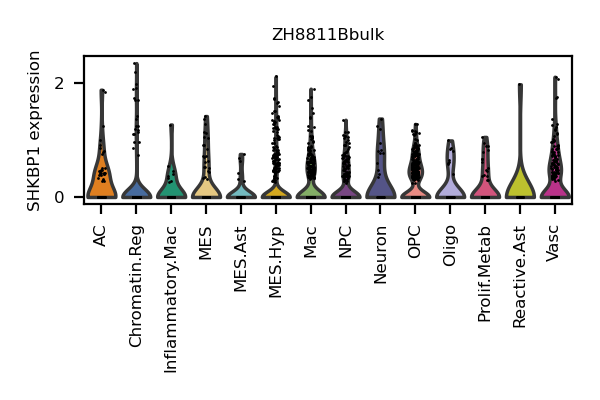 ZH8811Bbulk
SHKBP1 expression
2
0
AC
Chromatin.Reg
Inflammatory.Mac
MES
MES.Ast
MES.Hyp
Mac
NPC
Neuron
OPC
Oligo
Prolif.Metab
Reactive.Ast
Vasc